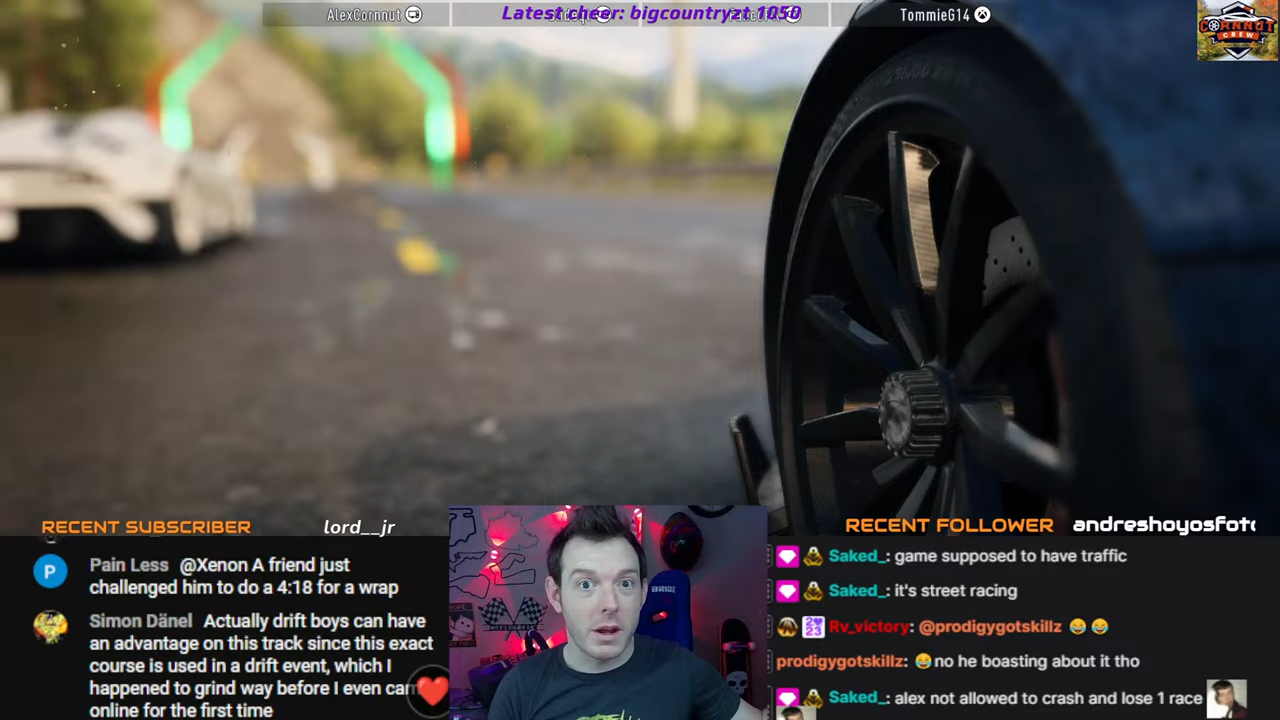 AlexCornnut
Latest cheer: bigcountryzt 1050
TommieG14
CORNNUT
CREW
RECENT SUBSCRIBER lord__jr
RECENT FOLLOWER andreshoyosfoto
Pain Less @Xenon A friend just
challenged him to do a 4:18 for a wrap
Simon Dänel Actually drift boys can have
an advantage on this track since this exact
course is used in a drift event, which I
happened to grind way before I even
online for the first time
BRIDE
Saked_: game supposed to have traffic
Saked_: it's street racing
Rv_victory: @prodigygotskillz 😂 😂
prodigygotskillz: 😂no he boasting about it tho
Saked_: alex not allowed to crash and lose 1 race